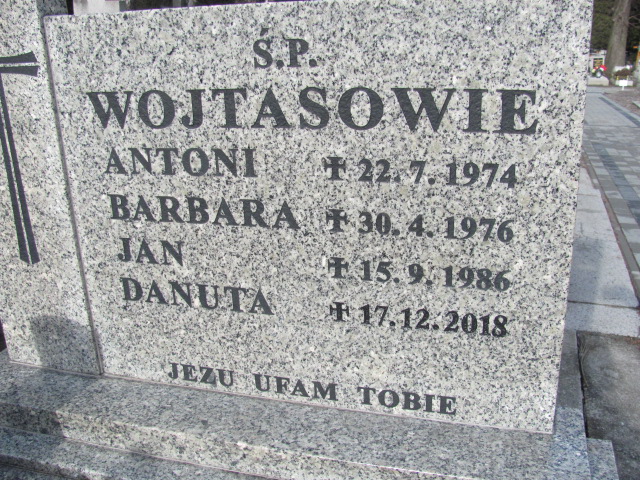 Ś.P.
WOJTASOWIE
ANTONI ✝ 22.7.1974
BARBARA ✝ 30.4.1976
JAN ✝ 15.9.1986
DANUTA ✝ 17.12.2018
JEZU UFAM TOBIE